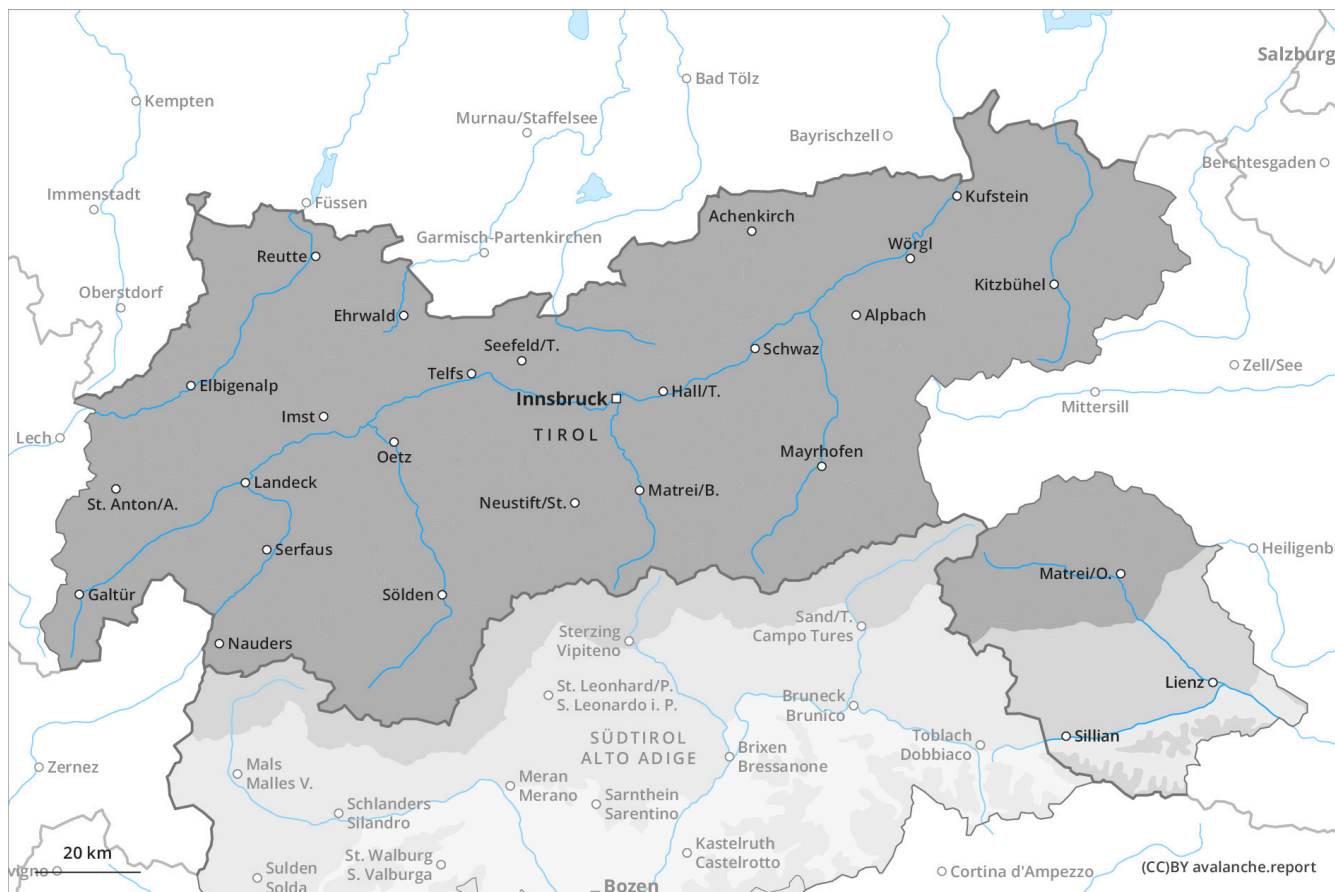 Salzburg
Bad Tölz
Kempten
Murnau/Staffelsee
Bayrischzell
Berchtesgaden
Immenstadt
Füssen
Kufstein
Achenkirch
Garmisch-Partenkirchen
Wörgl
Reutte
Kitzbühel
Oberstdorf
Ehrwald
Alpbach
Seefeld/T.
Schwaz
Zell/See
Telfs
Elbigenalp
Hall/T.
Innsbruck
Mittersill
Imst
Lech
TIROL
Oetz
Mayrhofen
Landeck
St. Anton/A.
Neustift/St.
Matrei/B.
Serfaus
Heiligenb
Matrei/O.
Galtür
Sölden
Sand/T.
Campo Tures
Sterzing
Vipiteno
Nauders
Lienz
St. Leonhard/P.
S. Leonardo i. P.
Bruneck
Brunico
Sillian
Toblach
Dobbiaco
SÜDTIROL
ALTO ADIGE
Brixen
Bressanone
Zernez
Mals
Malles V.
Meran
Merano
Schlanders
Silandro
Sarnthein
Sarentino
20 km
St. Walburg
S. Valburga
Kastelruth
Castelrotto
vigno
Sulden
Solda
Cortina d'Ampezzo
(CC)BY avalanche.report
Bozen